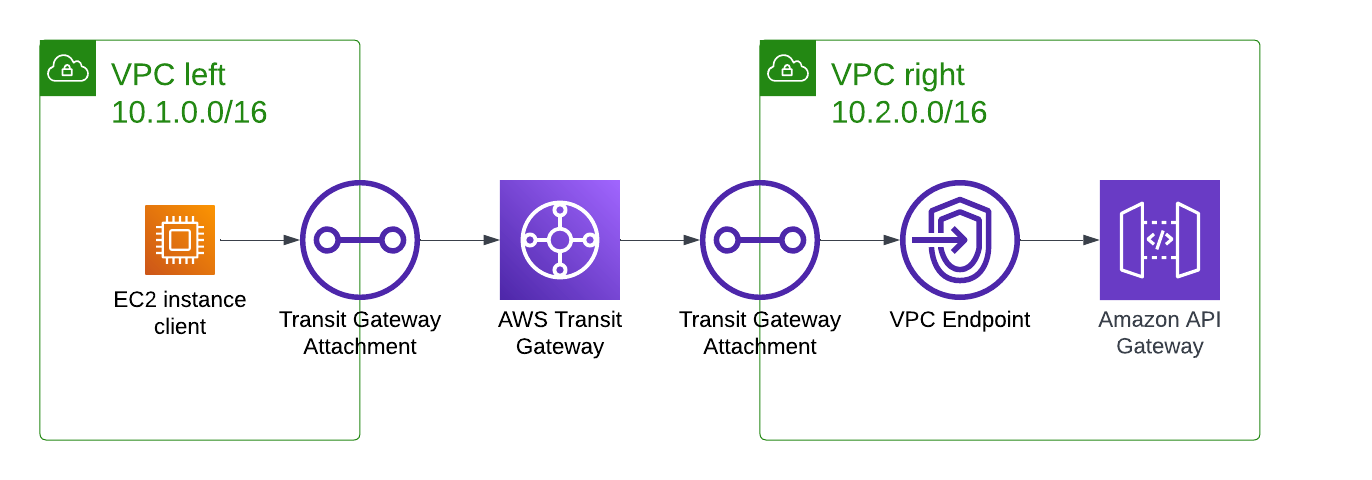 VPC left
10.1.0.0/16
VPC right
10.2.0.0/16
EC2 instance
client
Transit Gateway
Attachment
AWS Transit
Gateway
Transit Gateway
Attachment
VPC Endpoint
Amazon API
Gateway